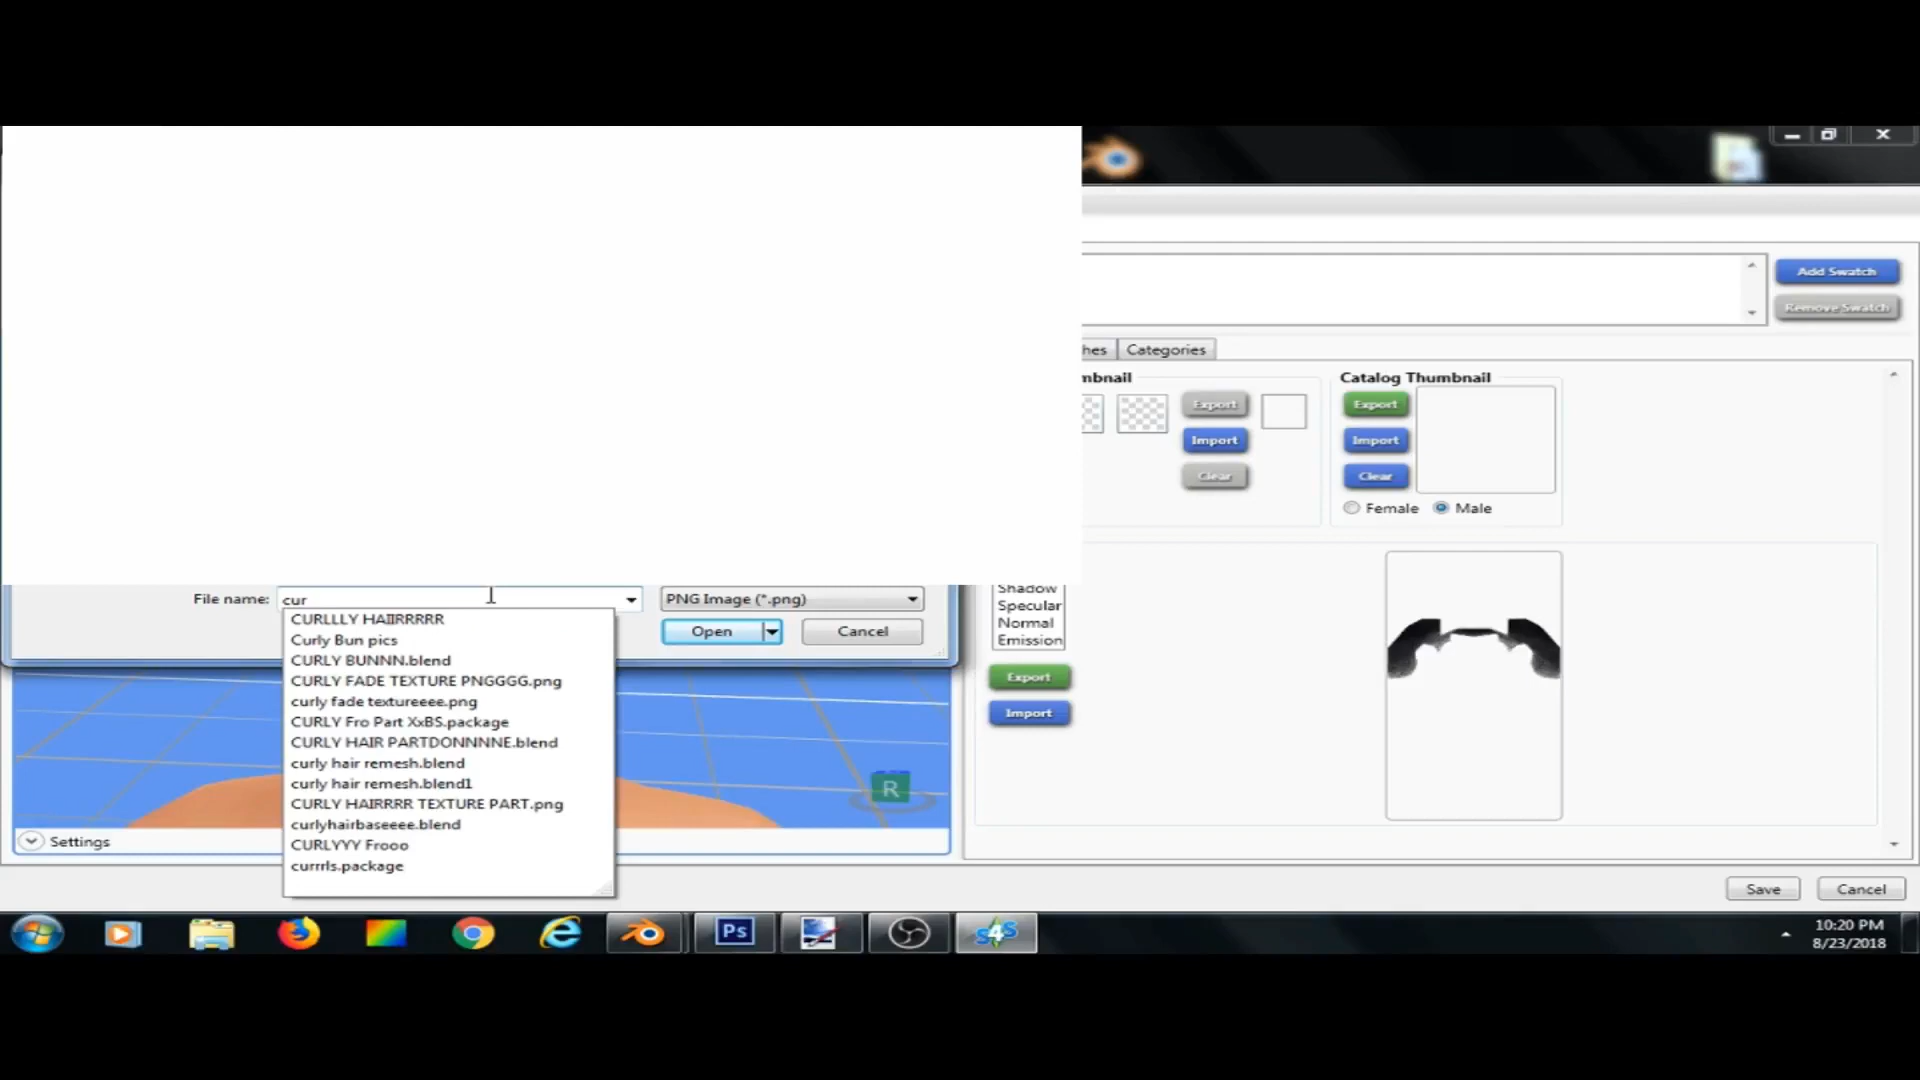 Add Swatch
Remove Swatch
hes
Categories
mbnail
Catalog Thumbnail
Export
Export
Import
Import
Clear
Clear
Female
Male
File name:
cur
PNG Image (*.png)
Open
Cancel
CURLLLY HAIIRRRRR
Curly Bun pics
CURLY BUNNN.blend
CURLY FADE TEXTURE PNGGGG.png
curly fade textureeee.png
CURLY Fro Part XxBS.package
CURLY HAIR PARTDONNNNE.blend
curly hair remesh.blend
curly hair remesh.blend1
CURLY HAIRRRR TEXTURE PART.png
curlyhairbaseeee.blend
CURLYYY Frooo
currrls.package
Shadow
Specular
Normal
Emission
Export
Import
R
Settings
Save
Cancel
Ps
S4S
10:20 PM
8/23/2018